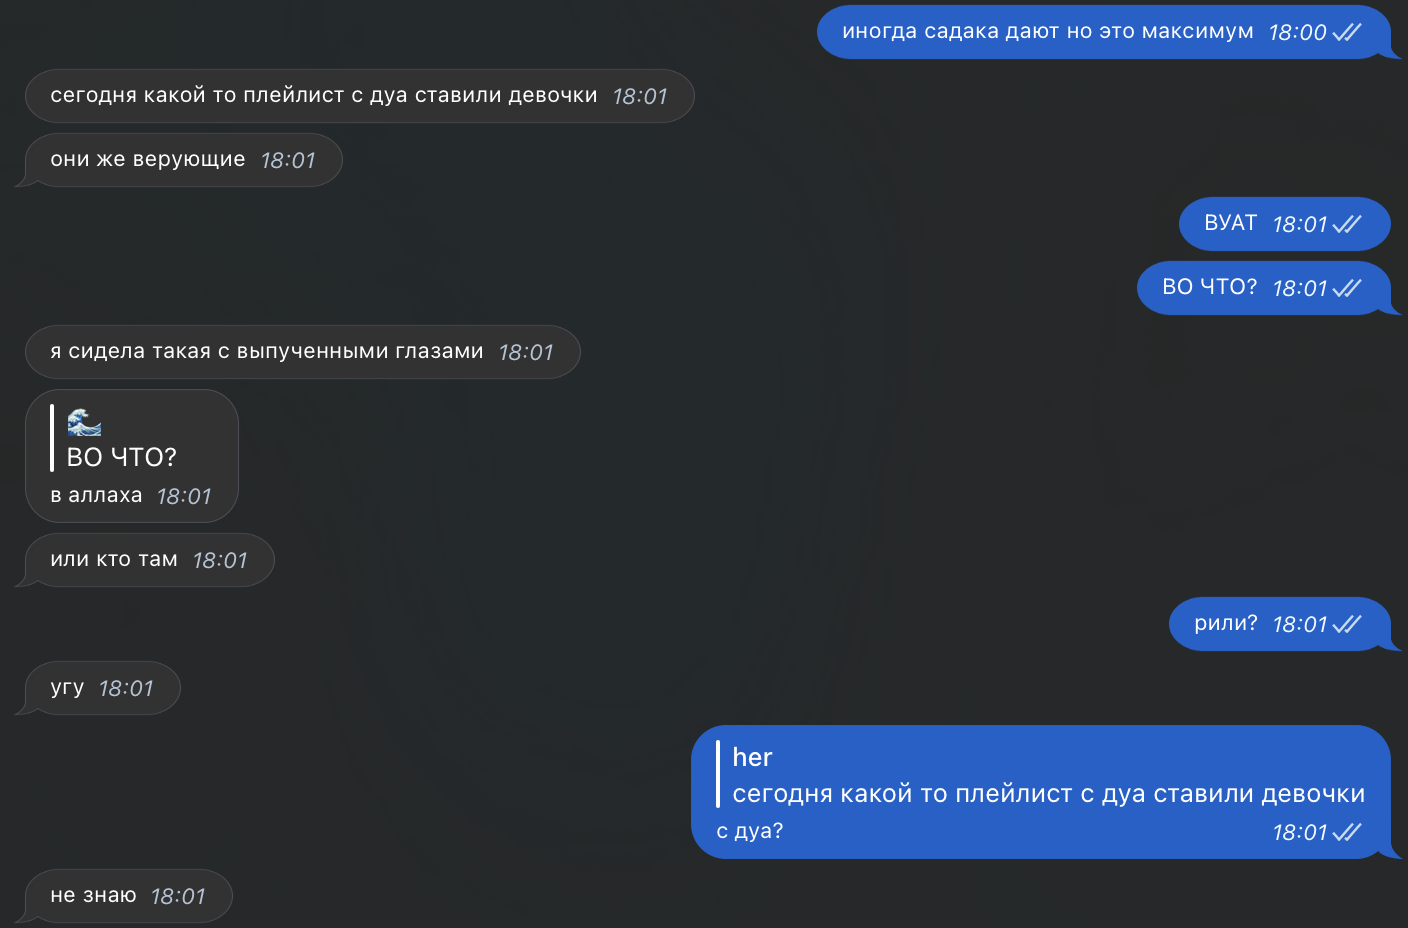 иногда садака дают но это максимум 18:00
сегодня какой то плейлист с дуа ставили девочки 18:01
они же верующие 18:01
ВУАТ 18:01
ВО ЧТО? 18:01
я сидела такая с выпученными глазами 18:01
🌊
ВО ЧТО?
в аллаха 18:01
или кто там 18:01
рили? 18:01
угу 18:01
her
сегодня какой то плейлист с дуа ставили девочки
с дуа? 18:01
не знаю 18:01